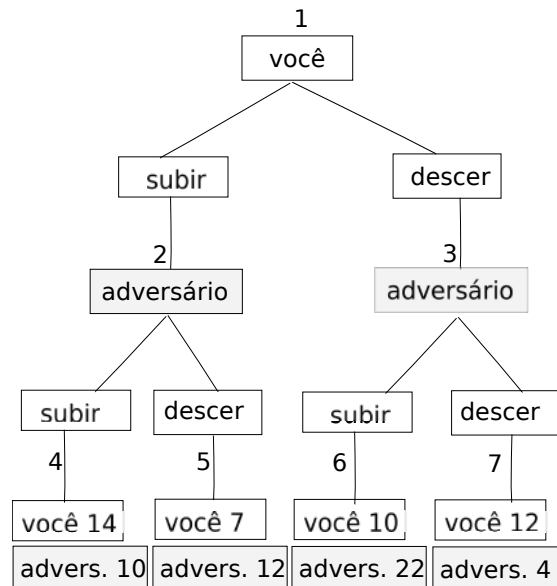 1
você
subir
descer
2
3
adversário
adversário
subir
descer
subir
descer
4
5
6
7
você 14
você 7
você 10
você 12
advers. 10
advers. 12
advers. 22
advers. 4